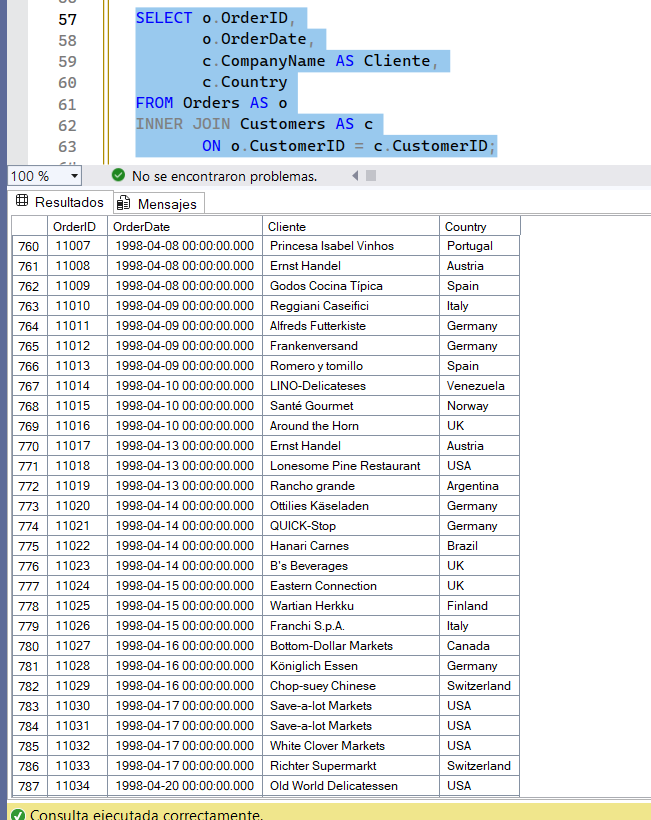 57 SELECT o.OrderID,
58 o.OrderDate,
59 c.CompanyName AS Cliente,
60 c.Country
61 FROM Orders AS o
62 INNER JOIN Customers AS c
63 ON o.CustomerID = c.CustomerID;
100 % No se encontraron problemas.
Resultados Mensajes
OrderID OrderDate Cliente Country
760 11007 1998-04-08 00:00:00.000 Princesa Isabel Vinhos Portugal
761 11008 1998-04-08 00:00:00.000 Ernst Handel Austria
762 11009 1998-04-08 00:00:00.000 Godos Cocina Típica Spain
763 11010 1998-04-09 00:00:00.000 Reggiani Caseifici Italy
764 11011 1998-04-09 00:00:00.000 Alfreds Futterkiste Germany
765 11012 1998-04-09 00:00:00.000 Frankenversand Germany
766 11013 1998-04-09 00:00:00.000 Romero y tomillo Spain
767 11014 1998-04-10 00:00:00.000 LINO-Delicateses Venezuela
768 11015 1998-04-10 00:00:00.000 Santé Gourmet Norway
769 11016 1998-04-10 00:00:00.000 Around the Horn UK
770 11017 1998-04-13 00:00:00.000 Ernst Handel Austria
771 11018 1998-04-13 00:00:00.000 Lonesome Pine Restaurant USA
772 11019 1998-04-13 00:00:00.000 Rancho grande Argentina
773 11020 1998-04-14 00:00:00.000 Ottilies Käseladen Germany
774 11021 1998-04-14 00:00:00.000 QUICK-Stop Germany
775 11022 1998-04-14 00:00:00.000 Hanari Carnes Brazil
776 11023 1998-04-14 00:00:00.000 B's Beverages UK
777 11024 1998-04-15 00:00:00.000 Eastern Connection UK
778 11025 1998-04-15 00:00:00.000 Wartian Herkku Finland
779 11026 1998-04-15 00:00:00.000 Franchi S.p.A. Italy
780 11027 1998-04-16 00:00:00.000 Bottom-Dollar Markets Canada
781 11028 1998-04-16 00:00:00.000 Königlich Essen Germany
782 11029 1998-04-16 00:00:00.000 Chop-suey Chinese Switzerland
783 11030 1998-04-17 00:00:00.000 Save-a-lot Markets USA
784 11031 1998-04-17 00:00:00.000 Save-a-lot Markets USA
785 11032 1998-04-17 00:00:00.000 White Clover Markets USA
786 11033 1998-04-17 00:00:00.000 Richter Supermarkt Switzerland
787 11034 1998-04-20 00:00:00.000 Old World Delicatessen USA
Consulta ejecutada correctamente.